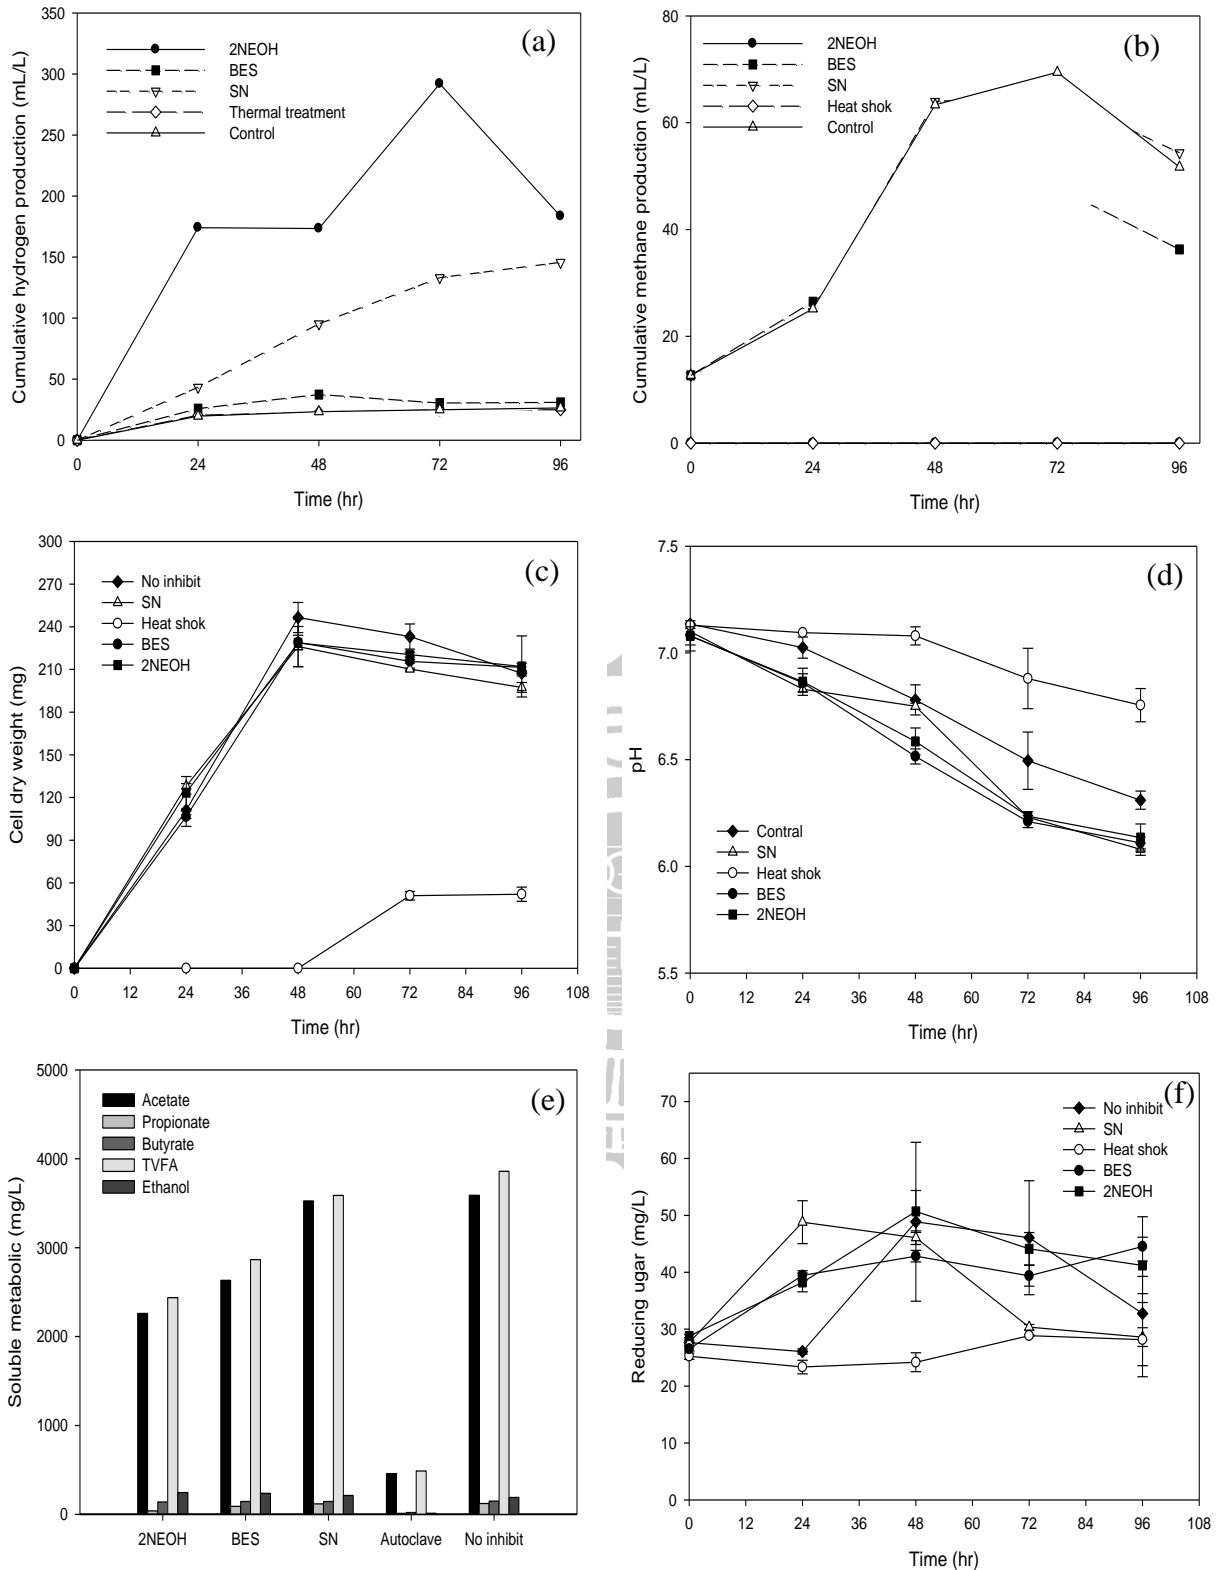 (a)
Cumulative hydrogen production (mL/L)
350
300
250
200
150
100
50
0
2NEOH
BES
SN
Thermal treatment
Control
0 24 48 72 96
Time (hr)
(b)
Cumulative methane production (mL/L)
80
60
40
20
0
2NEOH
BES
SN
Heat shok
Control
0 24 48 72 96
Time (hr)
(c)
Cell dry weight (mg)
300
270
240
210
180
150
120
90
60
30
0
No inhibit
SN
Heat shok
BES
2NEOH
0 12 24 36 48 60 72 84 96 108
Time (hr)
(d)
pH
7.5
7.0
6.5
6.0
5.5
Contral
SN
Heat shok
BES
2NEOH
0 12 24 36 48 60 72 84 96 108
Time (hr)
(e)
Soluble metabolic (mg/L)
5000
4000
3000
2000
1000
0
Acetate
Propionate
Butyrate
TVFA
Ethanol
2NEOH BES SN Autoclave No inhibit
(f)
Reducing ugar (mg/L)
70
60
50
40
30
20
10
0
No inhibit
SN
Heat shok
BES
2NEOH
0 12 24 36 48 60 72 84 96 108
Time (hr)